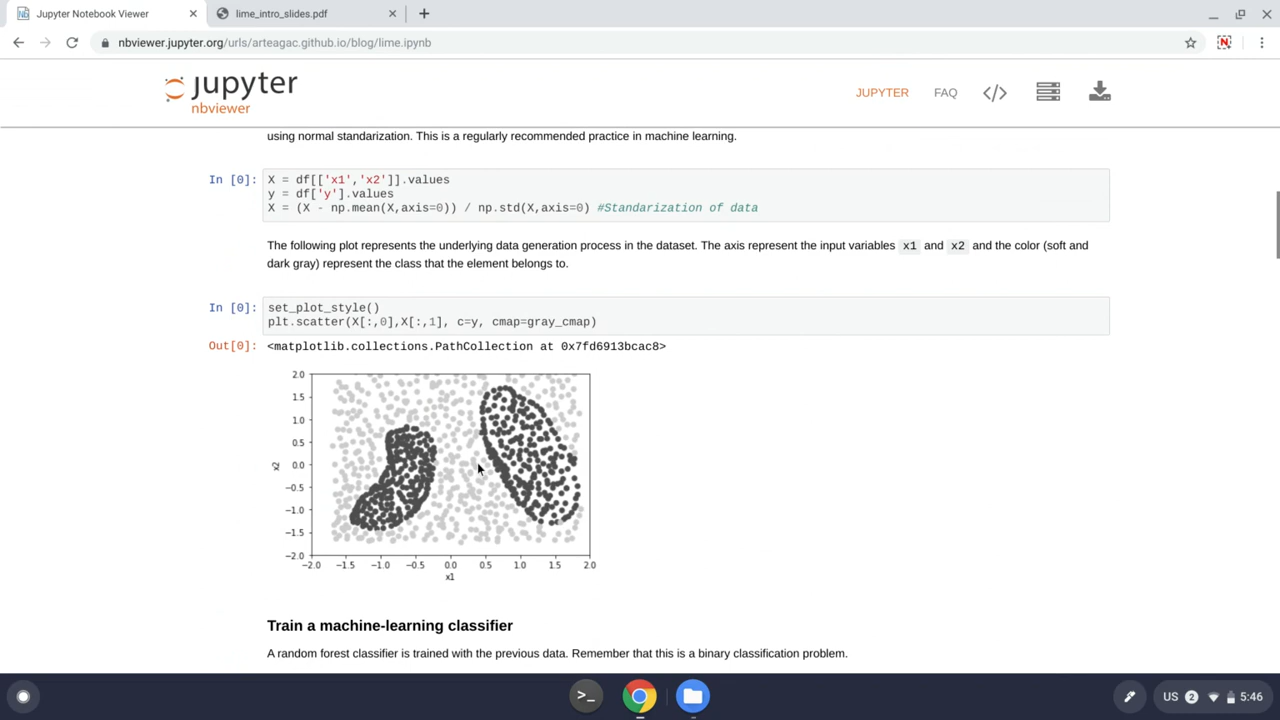 Jupyter Notebook Viewer
lime_intro_slides.pdf
nbviewer.jupyter.org/urls/arteagac.github.io/blog/lime.ipynb
jupyter
nbviewer
JUPYTER
FAQ
</>
using normal standarization. This is a regularly recommended practice in machine learning.
In [0]:
X = df[['x1','x2']].values
y = df['y'].values
X = (X - np.mean(X,axis=0)) / np.std(X,axis=0) #Standarization of data
The following plot represents the underlying data generation process in the dataset. The axis represent the input variables x1 and x2 and the color (soft and
dark gray) represent the class that the element belongs to.
In [0]:
set_plot_style()
plt.scatter(X[:,0],X[:,1], c=y, cmap=gray_cmap)
Out[0]:
<matplotlib.collections.PathCollection at 0x7fd6913bcac8>
2.0
1.5
1.0
0.5
0.0
−0.5
−1.0
−1.5
−2.0
x2
−2.0 −1.5 −1.0 −0.5 0.0 0.5 1.0 1.5 2.0
x1
Train a machine-learning classifier
A random forest classifier is trained with the previous data. Remember that this is a binary classification problem.
US 2 5:46